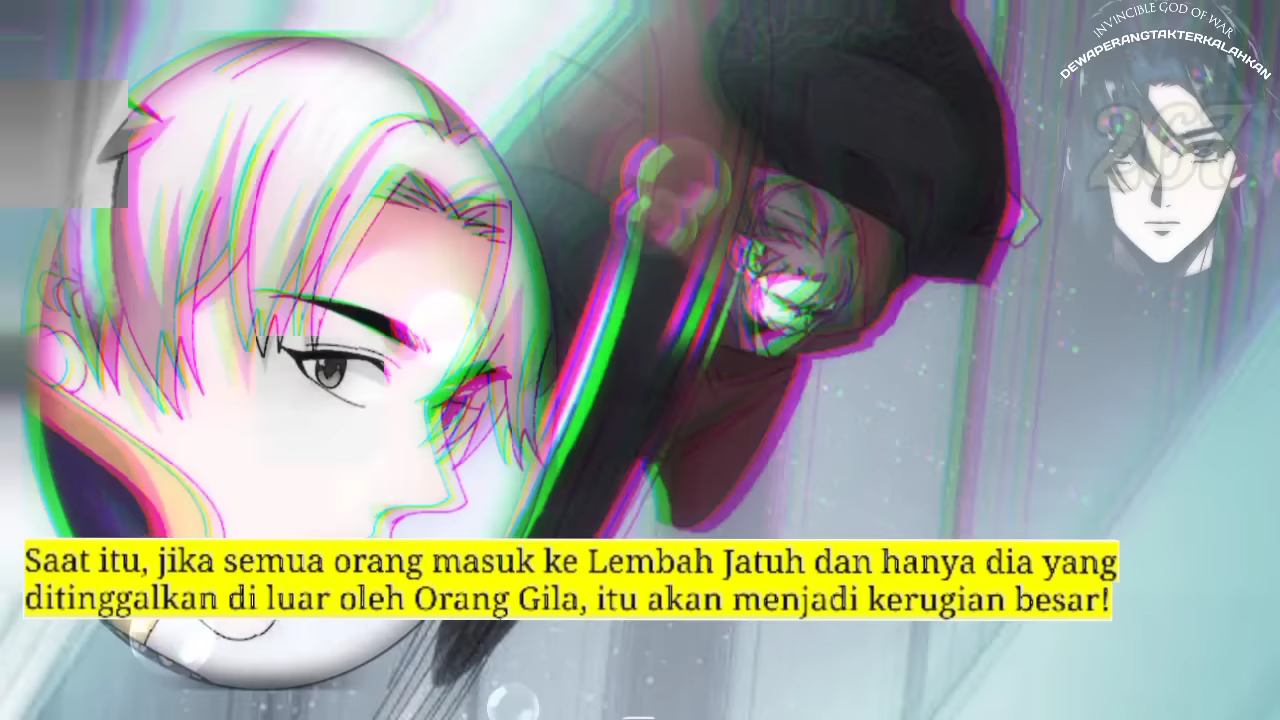 INVINCIBLE GOD OF WAR
DEWAPERANGTAKTERKALAHKAN
267
Saat itu, jika semua orang masuk ke Lembah Jatuh dan hanya dia yang
ditinggalkan di luar oleh Orang Gila, itu akan menjadi kerugian besar!